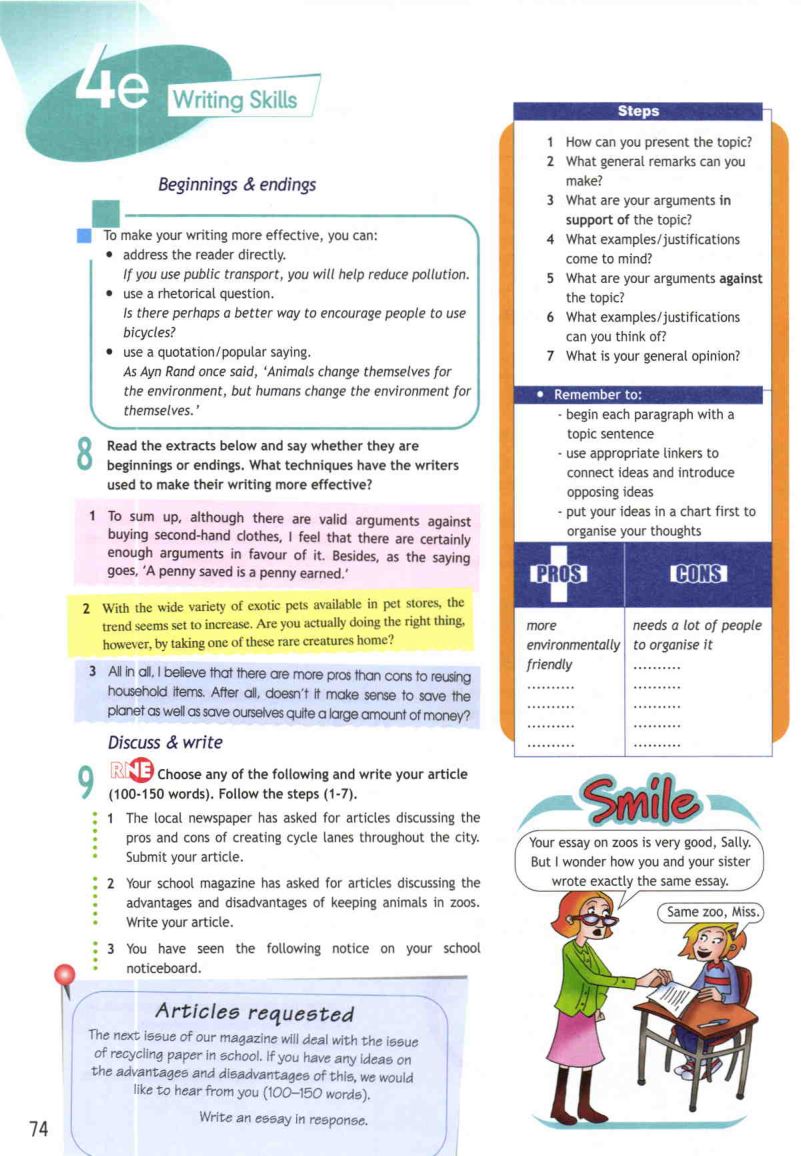 4e
Writing Skills
Beginnings & endings
To make your writing more effective, you can:
• address the reader directly.
If you use public transport, you will help reduce pollution.
• use a rhetorical question.
Is there perhaps a better way to encourage people to use
bicycles?
• use a quotation/popular saying.
As Ayn Rand once said, ‘Animals change themselves for
the environment, but humans change the environment for
themselves.’
8 Read the extracts below and say whether they are
beginnings or endings. What techniques have the writers
used to make their writing more effective?
1 To sum up, although there are valid arguments against
buying second-hand clothes, I feel that there are certainly
enough arguments in favour of it. Besides, as the saying
goes, ‘A penny saved is a penny earned.’
2 With the wide variety of exotic pets available in pet stores, the
trend seems set to increase. Are you actually doing the right thing,
however, by taking one of these rare creatures home?
3 All in all, I believe that there are more pros than cons to reusing
household items. After all, doesn't it make sense to save the
planet as well as save ourselves quite a large amount of money?
Discuss & write
9 RNE Choose any of the following and write your article
(100-150 words). Follow the steps (1-7).
1 The local newspaper has asked for articles discussing the
pros and cons of creating cycle lanes throughout the city.
Submit your article.
2 Your school magazine has asked for articles discussing the
advantages and disadvantages of keeping animals in zoos.
Write your article.
3 You have seen the following notice on your school
noticeboard.
Articles requested
The next issue of our magazine will deal with the issue
of recycling paper in school. If you have any ideas on
the advantages and disadvantages of this, we would
like to hear from you (100–150 words).
Write an essay in response.
74
Steps
1 How can you present the topic?
2 What general remarks can you
make?
3 What are your arguments in
support of the topic?
4 What examples/justifications
come to mind?
5 What are your arguments against
the topic?
6 What examples/justifications
can you think of?
7 What is your general opinion?
• Remember to:
- begin each paragraph with a
topic sentence
- use appropriate linkers to
connect ideas and introduce
opposing ideas
- put your ideas in a chart first to
organise your thoughts
PROS CONS
more needs a lot of people
environmentally to organise it
friendly ..........
.......... ..........
.......... ..........
.......... ..........
.......... ..........
Smile
Your essay on zoos is very good, Sally.
But I wonder how you and your sister
wrote exactly the same essay.
Same zoo, Miss.